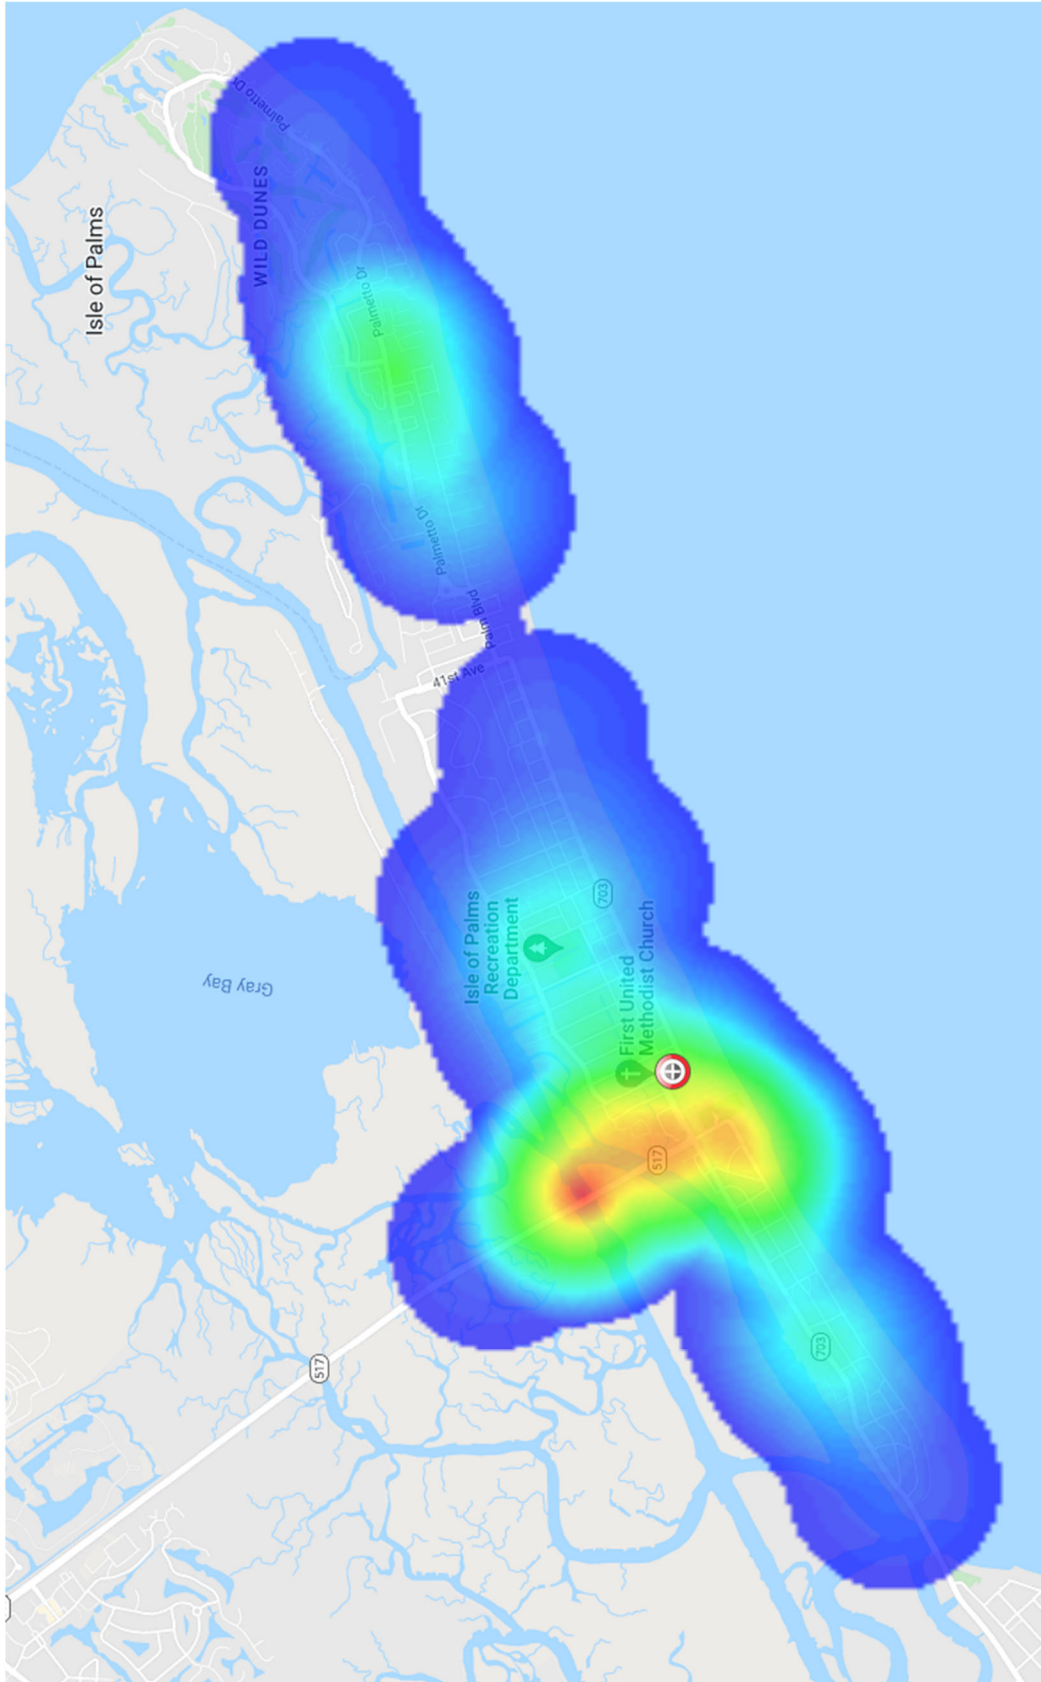 Palmetto Dr
WILD DUNES
Isle of Palms
Palmetto Dr
Palmetto Dr
Palm Blvd
41st Ave
703
Isle of Palms
Recreation
Department
First United
Methodist Church
Gray Bay
517
703
517